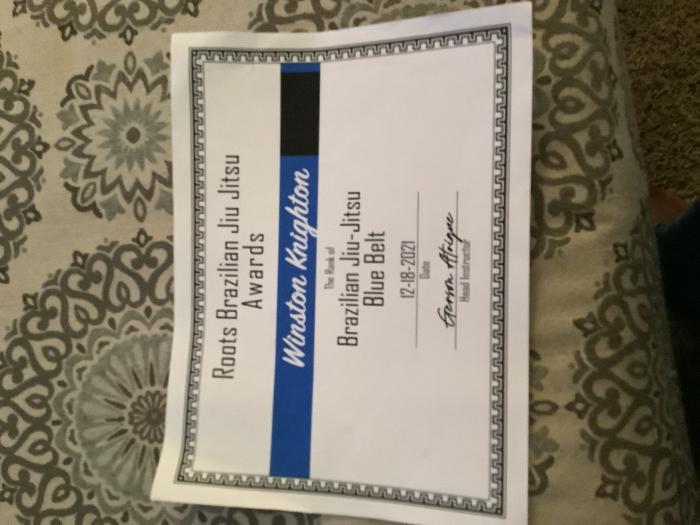 Roots Brazilian Jiu Jitsu
Awards
Winston Knighton
The Rank of
Brazilian Jiu-Jitsu
Blue Belt
12-18-2021
Date
Head Instructor